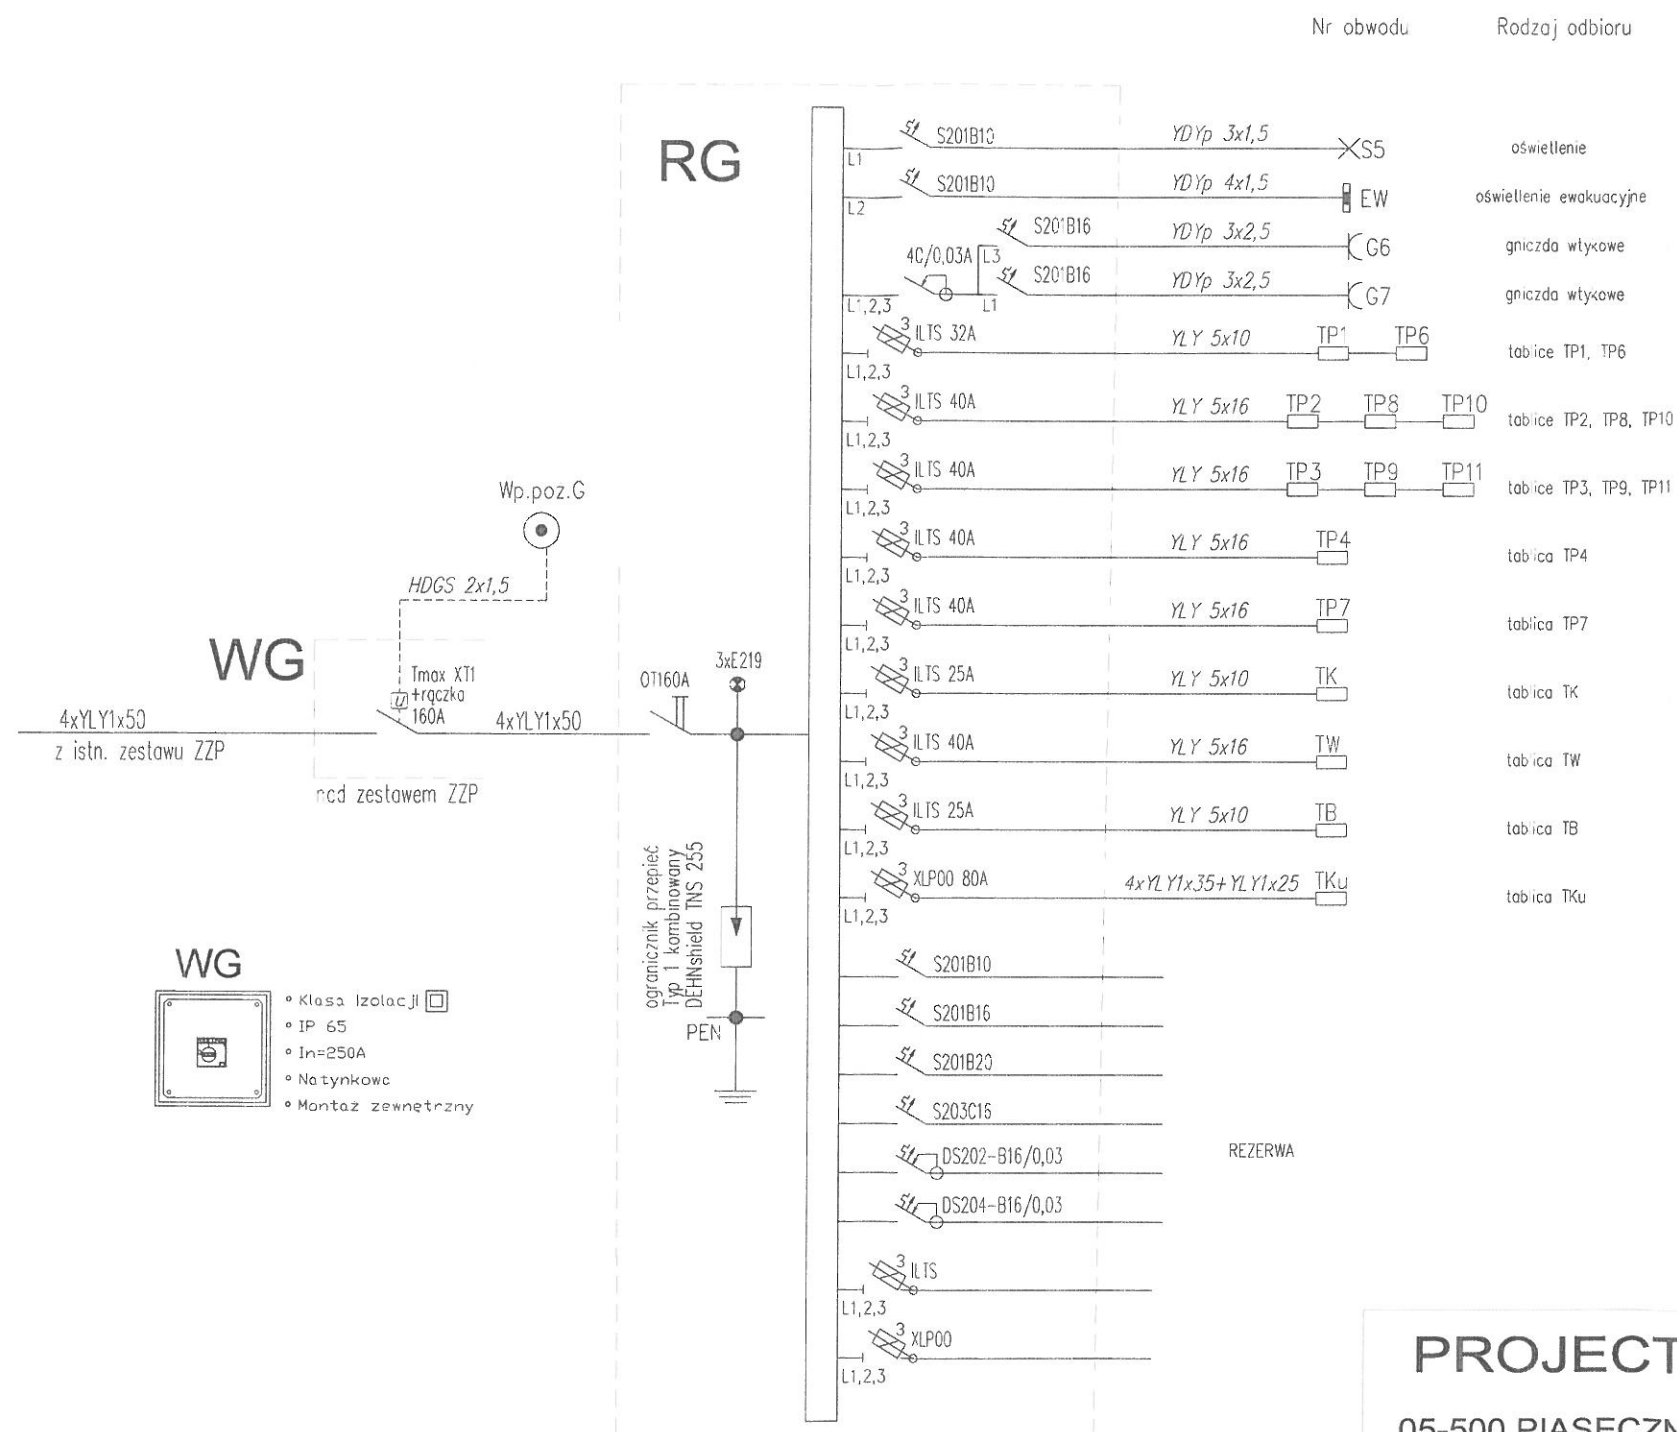 Nr obwodu Rodzaj odbioru
RG
S201B10 YDYp 3x1,5 S5 oświetlenie
L1
S201B10 YDYp 4x1,5 EW oświetlenie ewakuacyjne
L2
S201B16 YDYp 3x2,5 G6 gniazda wtykowe
4C/0,03A L3
S201B16 YDYp 3x2,5 G7 gniazda wtykowe
L1,2,3 L1
3 ILTS 32A YLY 5x10 TP1 TP6 tablice TP1, TP6
L1,2,3
3 ILTS 40A YLY 5x16 TP2 TP8 TP10 tablice TP2, TP8, TP10
L1,2,3
3 ILTS 40A YLY 5x16 TP3 TP9 TP11 tablice TP3, TP9, TP11
L1,2,3
3 ILTS 40A YLY 5x16 TP4 tablica TP4
L1,2,3
3 ILTS 40A YLY 5x16 TP7 tablica TP7
L1,2,3
3 ILTS 25A YLY 5x10 TK tablica TK
L1,2,3
3 ILTS 40A YLY 5x16 TW tablica TW
L1,2,3
3 ILTS 25A YLY 5x10 TB tablica TB
L1,2,3
3 XLP00 80A 4xYLY1x35+YLY1x25 TKu tablica TKu
L1,2,3
S201B10
S201B16
S201B20
S203C16
DS202-B16/0,03 REZERWA
DS204-B16/0,03
3 ILTS
L1,2,3
3 XLP00
L1,2,3
Wp.poz.G
HDGS 2x1,5
WG
Tmax XT1
+rączka
U
160A
4xYLY1x50
z istn. zestawu ZZP
4xYLY1x50
nad zestawem ZZP
OT160A
3xE219
ogranicznik przepięć
Typ 1 kombinowany
DEHNshield TNS 255
PEN
WG
° Klasa Izolacji
° IP 65
° In=250A
° Natynkowa
° Montaż zewnętrzny
PROJECT
05-500 PIASECZN